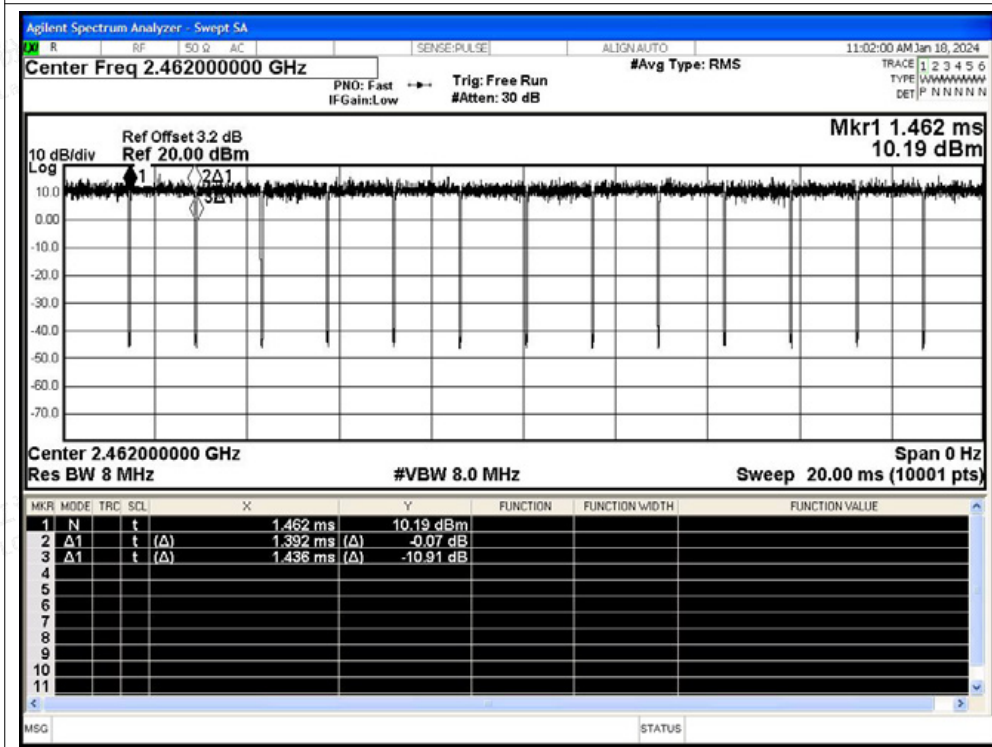 Agilent Spectrum Analyzer - Swept SA
LXI R RF 50 Ω AC SENSE:PULSE ALIGN AUTO 11:02:00 AM Jan 18, 2024
Center Freq 2.462000000 GHz #Avg Type: RMS TRACE 1 2 3 4 5 6
PNO: Fast Trig: Free Run TYPE WWWWWW
IFGain:Low #Atten: 30 dB DET P N N N N N
Mkr1 1.462 ms
Ref Offset 3.2 dB
10 dB/div Ref 20.00 dBm 10.19 dBm
Log
1 2Δ1
10.0
3Δ1
0.00
-10.0
-20.0
-30.0
-40.0
-50.0
-60.0
-70.0
Center 2.462000000 GHz Span 0 Hz
Res BW 8 MHz #VBW 8.0 MHz Sweep 20.00 ms (10001 pts)
MKR MODE TRC SCL X Y FUNCTION FUNCTION WIDTH FUNCTION VALUE
1 N t 1.462 ms 10.19 dBm
2 Δ1 t (Δ) 1.392 ms (Δ) -0.07 dB
3 Δ1 t (Δ) 1.436 ms (Δ) -10.91 dB
4
5
6
7
8
9
10
11
MSG STATUS